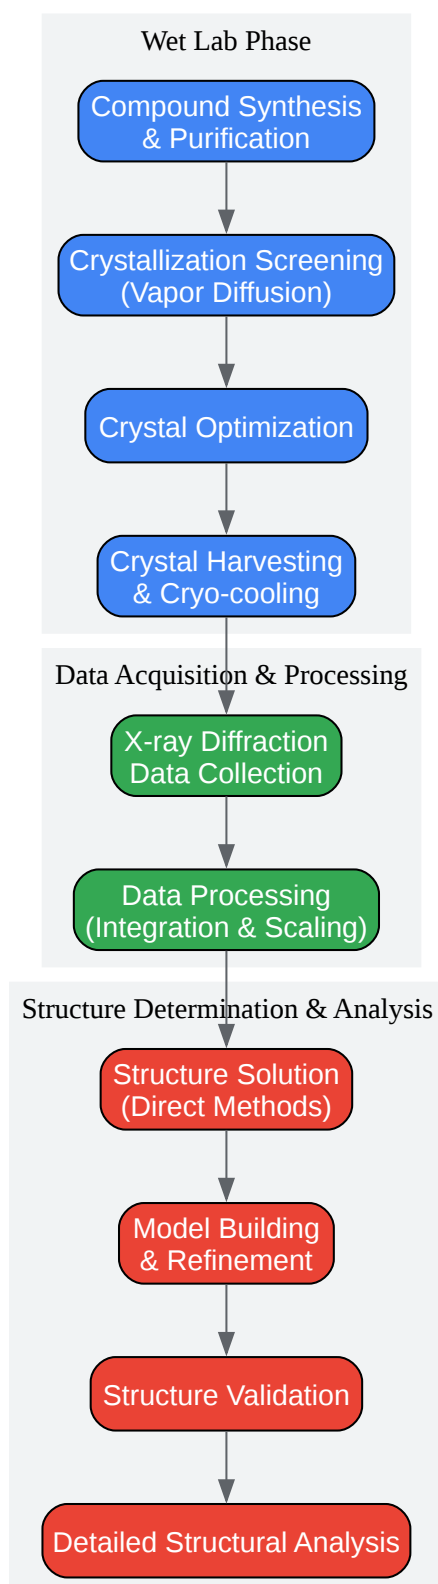 Wet Lab Phase
Compound Synthesis
& Purification
Crystallization Screening
(Vapor Diffusion)
Crystal Optimization
Crystal Harvesting
& Cryo-cooling
Data Acquisition & Processing
X-ray Diffraction
Data Collection
Data Processing
(Integration & Scaling)
Structure Determination & Analysis
Structure Solution
(Direct Methods)
Model Building
& Refinement
Structure Validation
Detailed Structural Analysis